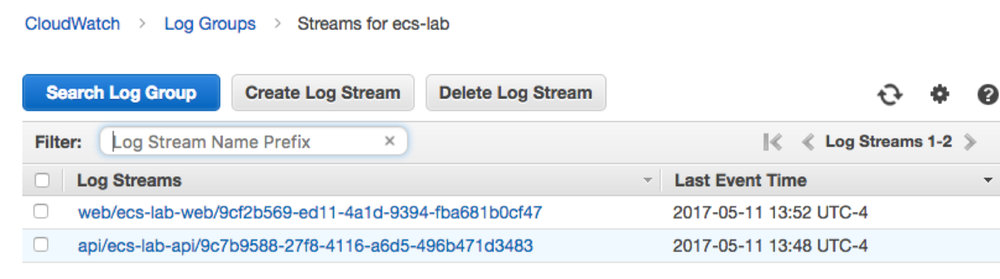 CloudWatch > Log Groups > Streams for ecs-lab
Search Log Group Create Log Stream Delete Log Stream
Filter: Log Stream Name Prefix × Log Streams 1-2
Log Streams Last Event Time
web/ecs-lab-web/9cf2b569-ed11-4a1d-9394-fba681b0cf47 2017-05-11 13:52 UTC-4
api/ecs-lab-api/9c7b9588-27f8-4116-a6d5-496b471d3483 2017-05-11 13:48 UTC-4